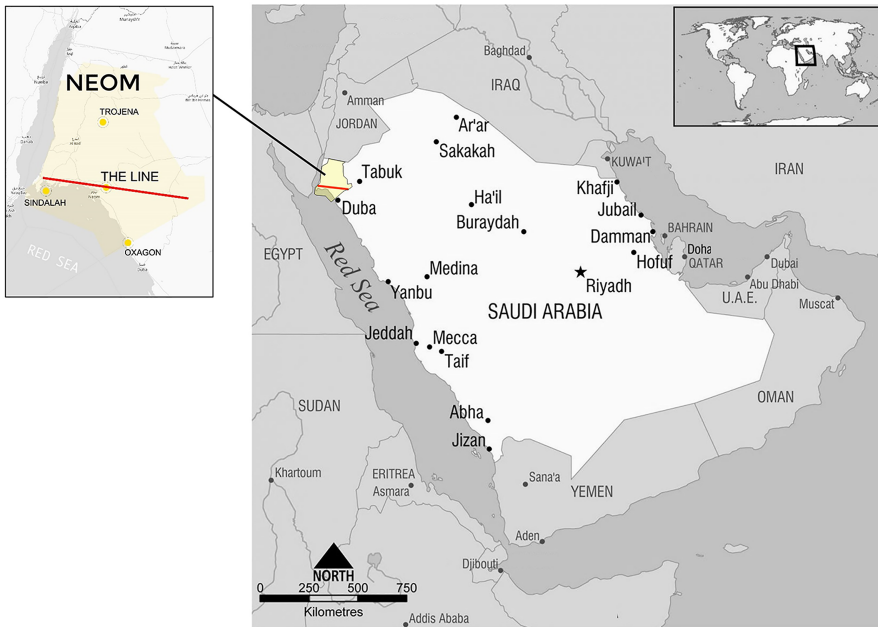 NEOM
TROJENA
THE LINE
SINDALAH
OXAGON
RED SEA
Baghdad
IRAQ
Amman
JORDAN
Ar'ar
Sakakah
KUWA'T
IRAN
Tabuk
Khafji
Ha'il
Duba
Jubail
Buraydah
BAHRAIN
Damman
Doha
EGYPT
Hofuf
QATAR
Dubai
Red Sea
Medina
Riyadh
Abu Dhabi
Yanbu
U.A.E.
Muscat
SAUDI ARABIA
Jeddah
Mecca
Taif
OMAN
SUDAN
Abha
Jizan
Khartoum
ERITREA
Sana'a
Asmara
YEMEN
Aden
Djibouti
NORTH
0 250 500 750
Kilometres
Addis Ababa